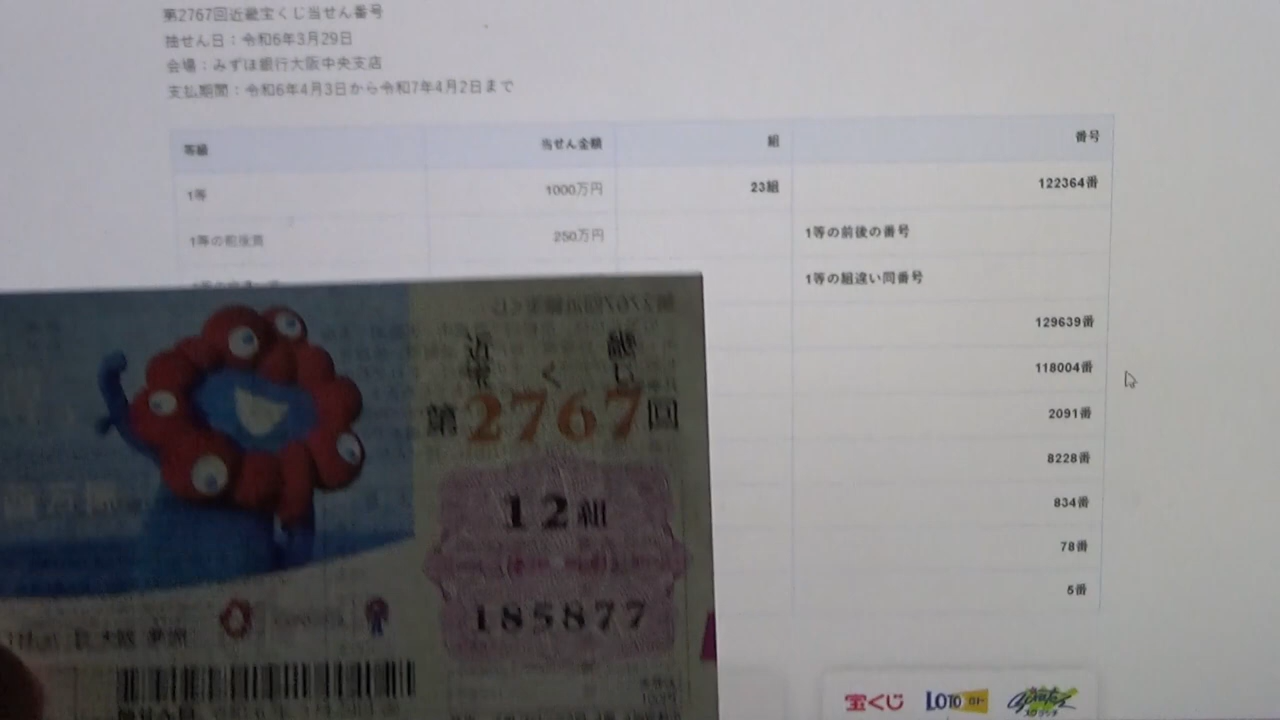 第2767回近畿宝くじ当せん番号
抽せん日：令和6年3月29日
会場：みずほ銀行大阪中央支店
支払期間：令和6年4月3日から令和7年4月2日まで
等級 当せん金額 組 番号
1等 1000万円 23組 122364番
1等の前後賞 250万円 1等の前後の番号
1等の組違い同番号
129639番
118004番
2091番
8228番
834番
78番
5番
近畿
宝くじ
第2767回
12組
185877
宝くじ LOTO